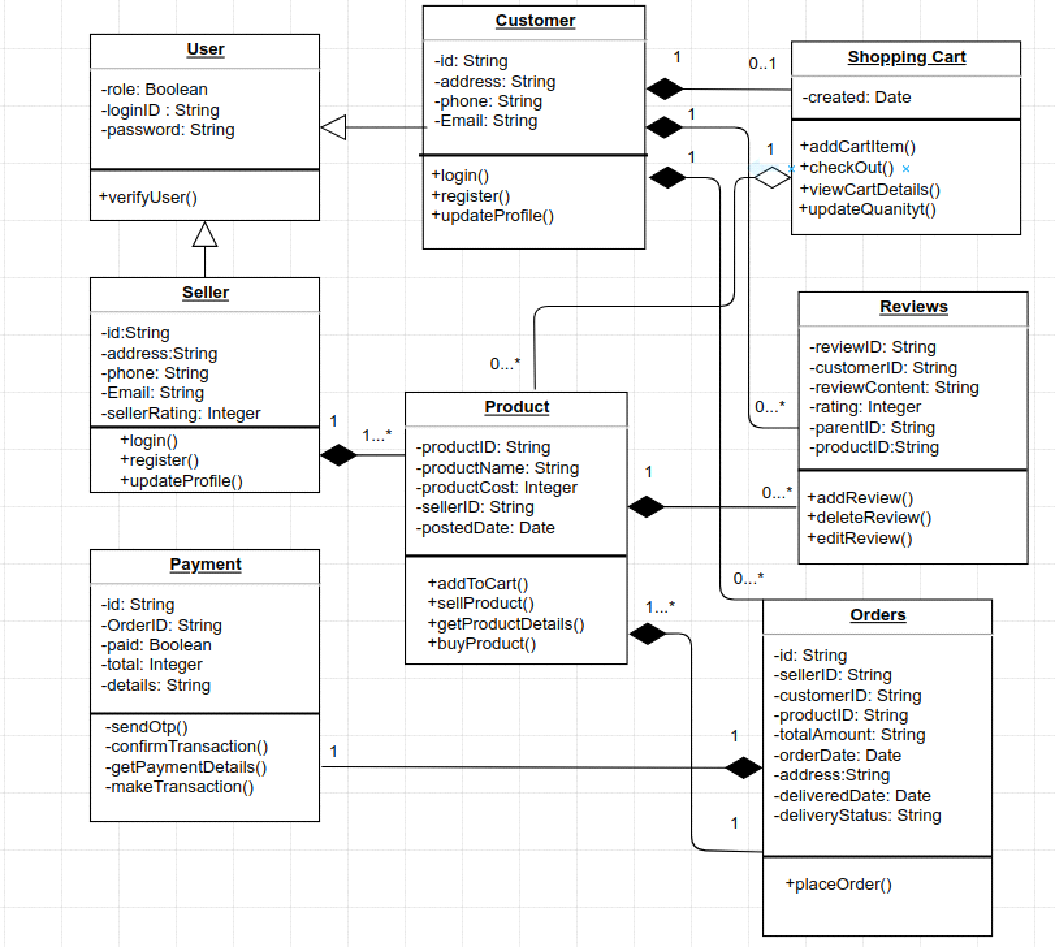 User
-role: Boolean
-loginID : String
-password: String
+verifyUser()
Customer
-id: String
-address: String
-phone: String
-Email: String
+login()
+register()
+updateProfile()
1
0..1
1
1
1
Shopping Cart
-created: Date
+addCartItem()
+checkOut()
+viewCartDetails()
+updateQuanityt()
Seller
-id:String
-address:String
-phone: String
-Email: String
-sellerRating: Integer
+login()
+register()
+updateProfile()
1
1...*
0...*
Product
-productID: String
-productName: String
-productCost: Integer
-sellerID: String
-postedDate: Date
+addToCart()
+sellProduct()
+getProductDetails()
+buyProduct()
Reviews
-reviewID: String
-customerID: String
-reviewContent: String
-rating: Integer
-parentID: String
-productID:String
+addReview()
+deleteReview()
+editReview()
0...*
1
0...*
0...*
1...*
Payment
-id: String
-OrderID: String
-paid: Boolean
-total: Integer
-details: String
-sendOtp()
-confirmTransaction()
-getPaymentDetails()
-makeTransaction()
1
1
1
Orders
-id: String
-sellerID: String
-customerID: String
-productID: String
-totalAmount: String
-orderDate: Date
-address:String
-deliveredDate: Date
-deliveryStatus: String
+placeOrder()